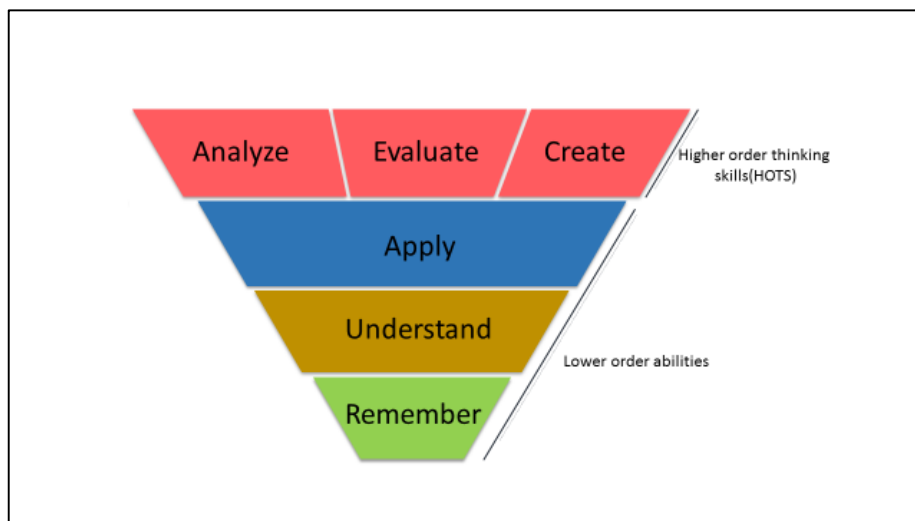 Analyze
Evaluate
Create
Higher order thinking
skills(HOTS)
Apply
Understand
Lower order abilities
Remember